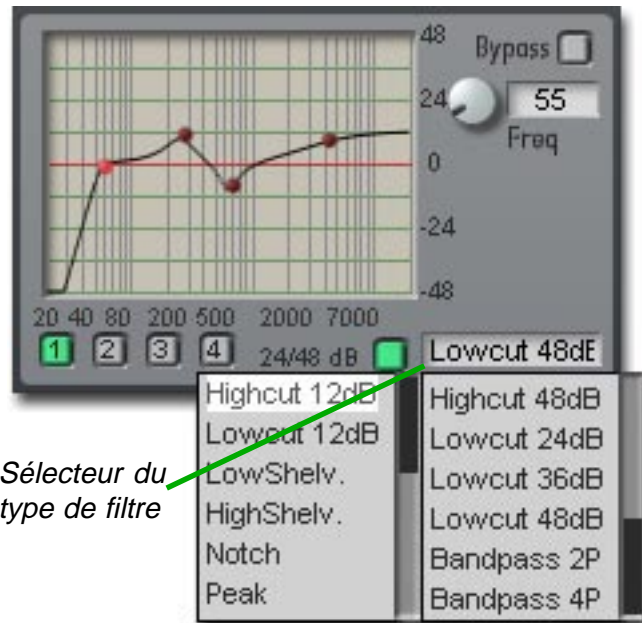 48
Bypass
24
55
Freq
0
-24
-48
20 40 80 200 500 2000 7000
1 2 3 4 24/48 dB Lowcut 48dE
Highcut 12dB
Lowcut 12dB
LowShelv.
HighShelv.
Notch
Peak
Highcut 48dB
Lowcut 24dB
Lowcut 36dB
Lowcut 48dB
Bandpass 2P
Bandpass 4P
Sélecteur du
type de filtre